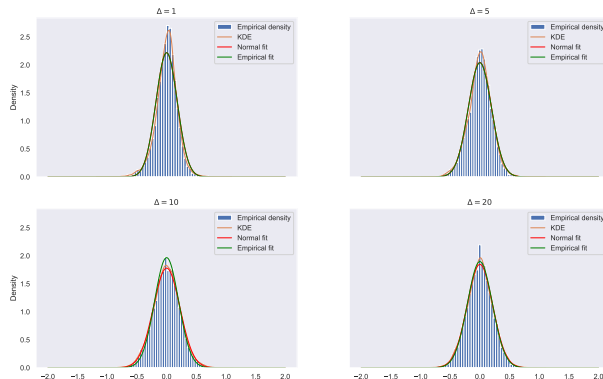 Δ = 1
Density
2.5
2.0
1.5
1.0
0.5
0.0
Empirical density
KDE
Normal fit
Empirical fit
Δ = 5
Empirical density
KDE
Normal fit
Empirical fit
Δ = 10
Density
2.5
2.0
1.5
1.0
0.5
0.0
−2.0 −1.5 −1.0 −0.5 0.0 0.5 1.0 1.5 2.0
Empirical density
KDE
Normal fit
Empirical fit
Δ = 20
Empirical density
KDE
Normal fit
Empirical fit
−2.0 −1.5 −1.0 −0.5 0.0 0.5 1.0 1.5 2.0